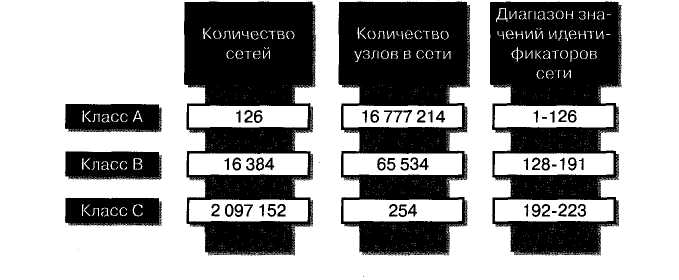 Количество
сетей
Количество
узлов в сети
Диапазон зна-
чений иденти-
фикаторов
сети
Класс A 126 16 777 214 1-126
Класс B 16 384 65 534 128-191
Класс C 2 097 152 254 192-223